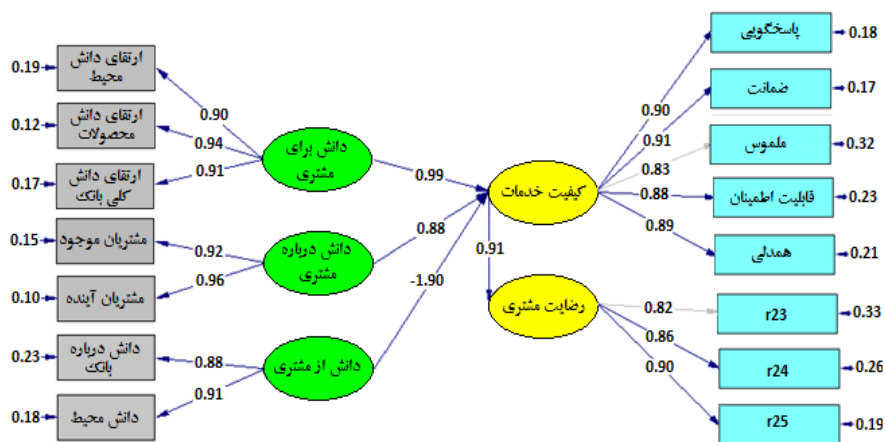 ارتقای دانش
محیط
0.19
0.90
ارتقای دانش
محصولات
0.12
0.94
ارتقای دانش
کلی بانک
0.17
0.91
مشتریان موجود
0.15
0.92
مشتریان آینده
0.10
0.96
دانش درباره
بانک
0.23
0.88
دانش محیط
0.18
0.91
دانش برای
مشتری
0.99
دانش درباره
مشتری
0.88
دانش از مشتری
-1.90
کیفیت خدمات
0.91
رضایت مشتری
پاسخگویی
0.18
0.90
ضمانت
0.17
0.91
ملموس
0.32
0.83
قابلیت اطمینان
0.23
0.88
همدلی
0.21
0.89
r23
0.33
0.82
r24
0.26
0.86
r25
0.19
0.90